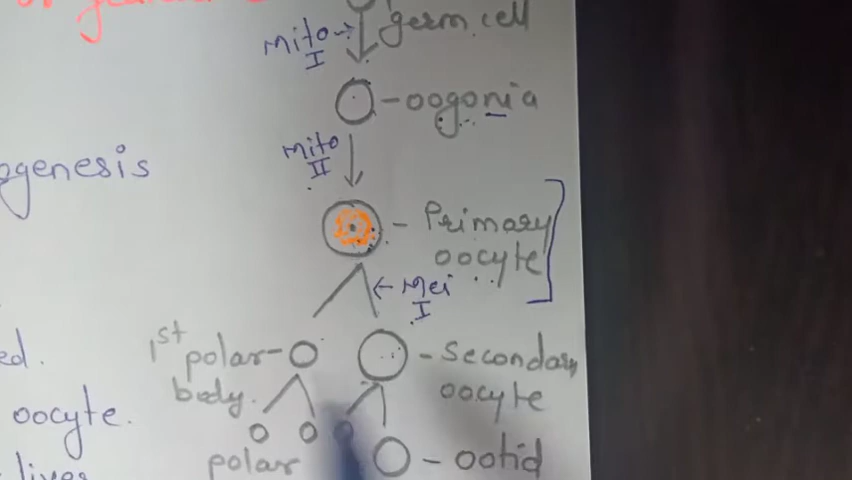 germ cell
Mito
I
oogonia
Mito
II
ogenesis
Primary
oocyte
Mei
I
1st polar
body.
Secondary
oocyte
ed.
oocyte.
polar
ootid
lives